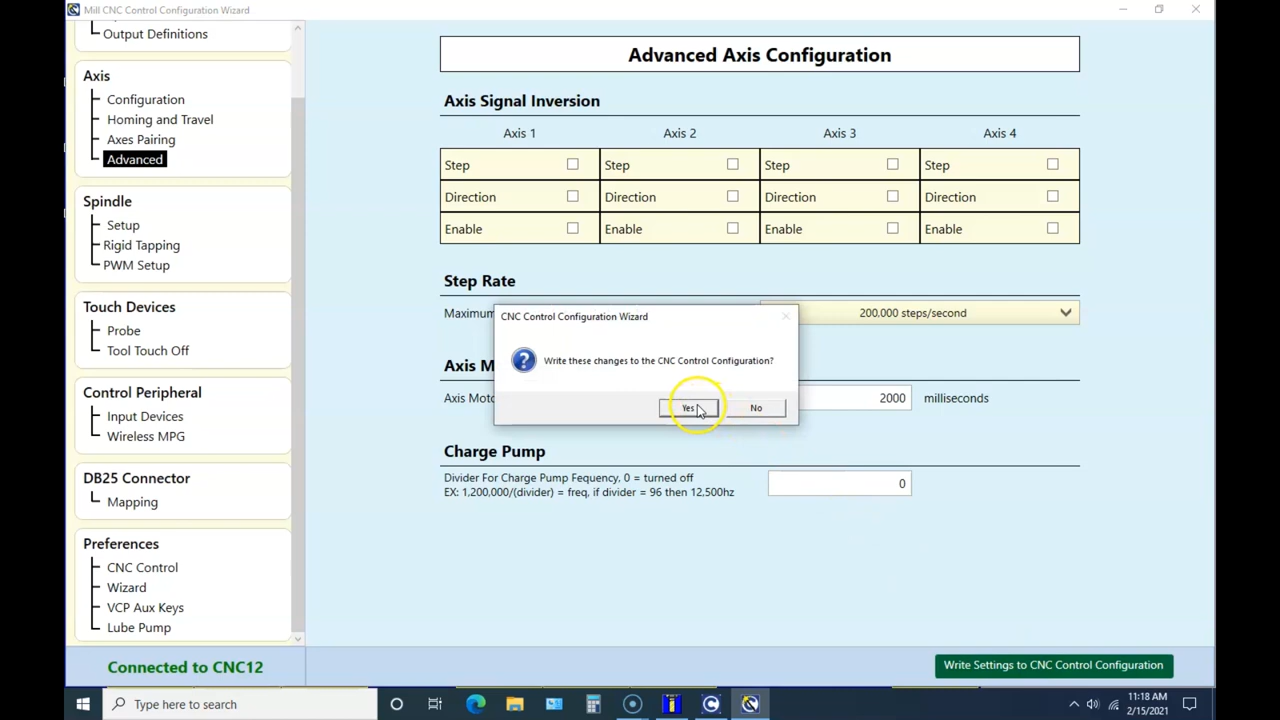 Mill CNC Control Configuration Wizard
Output Definitions
Axis
Configuration
Homing and Travel
Axes Pairing
Advanced
Spindle
Setup
Rigid Tapping
PWM Setup
Touch Devices
Probe
Tool Touch Off
Control Peripheral
Input Devices
Wireless MPG
DB25 Connector
Mapping
Preferences
CNC Control
Wizard
VCP Aux Keys
Lube Pump
Connected to CNC12
Advanced Axis Configuration
Axis Signal Inversion
Axis 1 Axis 2 Axis 3 Axis 4
Step Step Step Step
Direction Direction Direction Direction
Enable Enable Enable Enable
Step Rate
Maximum 200,000 steps/second
CNC Control Configuration Wizard
Write these changes to the CNC Control Configuration?
Yes No
Axis M
Axis Moto 2000 milliseconds
Charge Pump
Divider For Charge Pump Fequency, 0 = turned off
EX: 1,200,000/(divider) = freq, if divider = 96 then 12,500hz
0
Write Settings to CNC Control Configuration
Type here to search
11:18 AM
2/15/2021